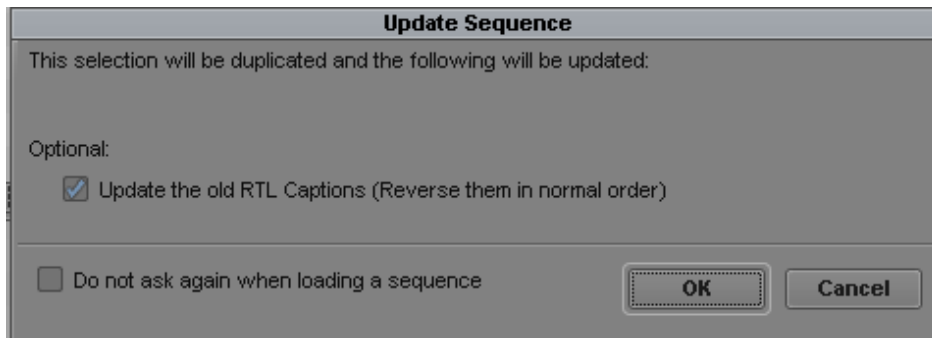 Update Sequence
This selection will be duplicated and the following will be updated:
Optional:
Update the old RTL Captions (Reverse them in normal order)
Do not ask again when loading a sequence
OK
Cancel